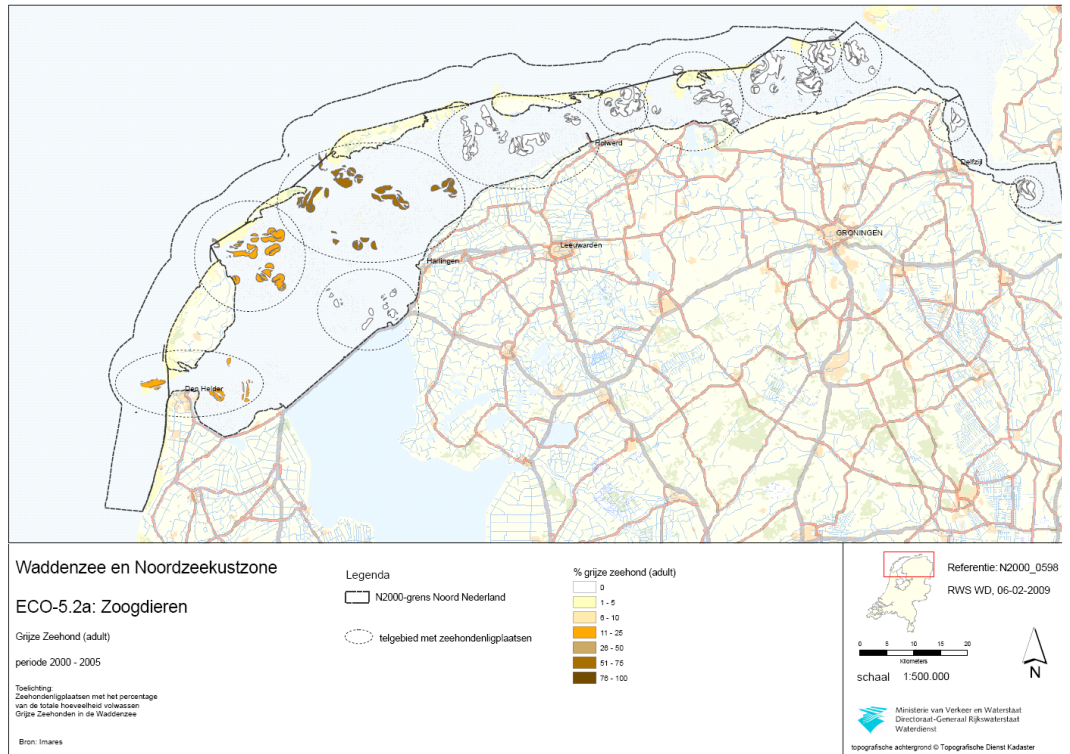 Holwerd
Delfzijl
GRONINGEN
Leeuwarden
Harlingen
Den Helder
Waddenzee en Noordzeekustzone
ECO-5.2a: Zoogdieren
Grijze Zeehond (adult)
periode 2000 - 2005
Toelichting:
Zeehondenligplaatsen met het percentage
van de totale hoeveelheid volwassen
Grijze Zeehonden in de Waddenzee
Bron: Imares
Legenda
N2000-grens Noord Nederland
telgebied met zeehondenligplaatsen
% grijze zeehond (adult)
0
1 - 5
6 - 10
11 - 25
26 - 50
51 - 75
76 - 100
Referentie: N2000_0598
RWS WD, 06-02-2009
0 5 10 15 20
Kilometers
schaal 1:500.000
N
Ministerie van Verkeer en Waterstaat
Directoraat-Generaal Rijkswaterstaat
Waterdienst
topografische achtergrond © Topografische Dienst Kadaster